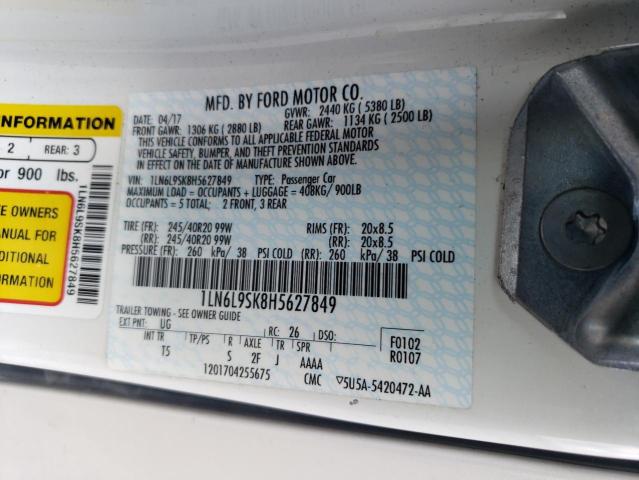 MFD. BY FORD MOTOR CO.
DATE: 04/17 GVWR: 2440 KG ( 5380 LB)
FRONT GAWR: 1306 KG ( 2880 LB) REAR GAWR: 1134 KG ( 2500 LB)
THIS VEHICLE CONFORMS TO ALL APPLICABLE FEDERAL MOTOR
VEHICLE SAFETY, BUMPER, AND THEFT PREVENTION STANDARDS
IN EFFECT ON THE DATE OF MANUFACTURE SHOWN ABOVE.
VIN: 1LN6L9SK8H5627849 TYPE: Passenger Car
MAXIMUM LOAD = OCCUPANTS + LUGGAGE = 408KG/900LB
OCCUPANTS = 5 TOTAL: 2 FRONT, 3 REAR
TIRE (FR): 245/40R20 99W RIMS (FR): 20x8.5
(RR): 245/40R20 99W (RR): 20x8.5
PRESSURE (FR): 260 kPa/ 38 PSI COLD (RR): 260 kPa/ 38 PSI COLD
1LN6L9SK8H5627849
TRAILER TOWING - SEE OWNER GUIDE
EXT PNT: UG RC: 26 DSO:
INT TR TP/PS R AXLE TR SPR
T5 S 2F J AAAA
1201704255675 CMC
F0102
R0107
▽5U5A-5420472-AA
INFORMATION
2 REAR: 3
or 900 lbs.
E OWNERS
ANUAL FOR
DITIONAL
ORMATION
1LN6L9SK8H5627849